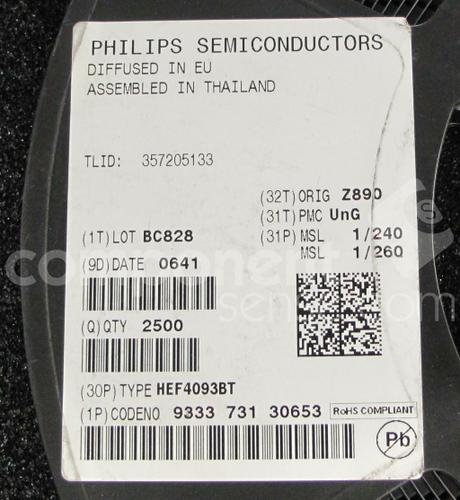 PHILIPS SEMICONDUCTORS
DIFFUSED IN EU
ASSEMBLED IN THAILAND
TLID: 357205133
(32T) ORIG Z890
(31T) PMC UnG
(1T) LOT BC828
(31P) MSL 1/240
MSL 1/260
(9D) DATE 0641
(Q) QTY 2500
(30P) TYPE HEF4093BT
(1P) CODENO 9333 731 30653
RoHS COMPLIANT
Pb